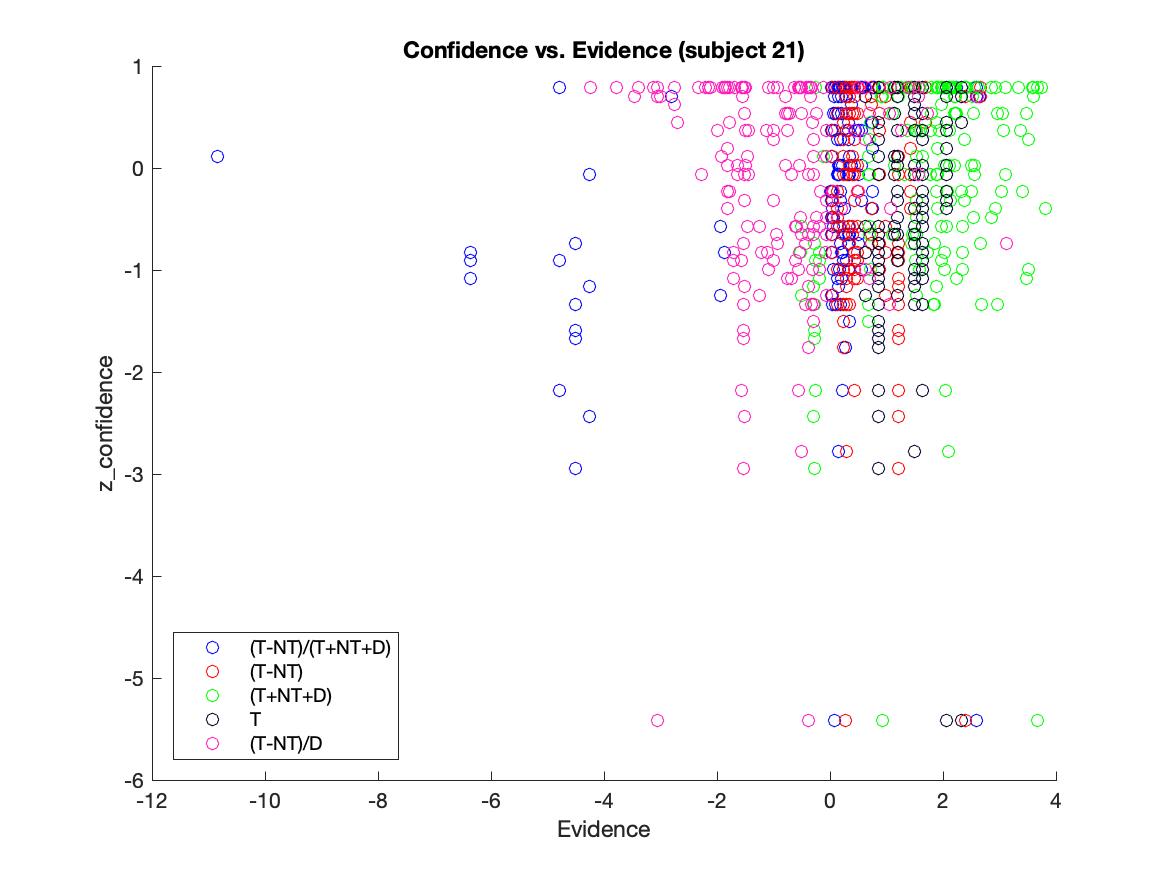 Confidence vs. Evidence (subject 21)
1
0
-1
-2
-3
-4
-5
-6
z_confidence
(T-NT)/(T+NT+D)
(T-NT)
(T+NT+D)
T
(T-NT)/D
-12 -10 -8 -6 -4 -2 0 2 4
Evidence